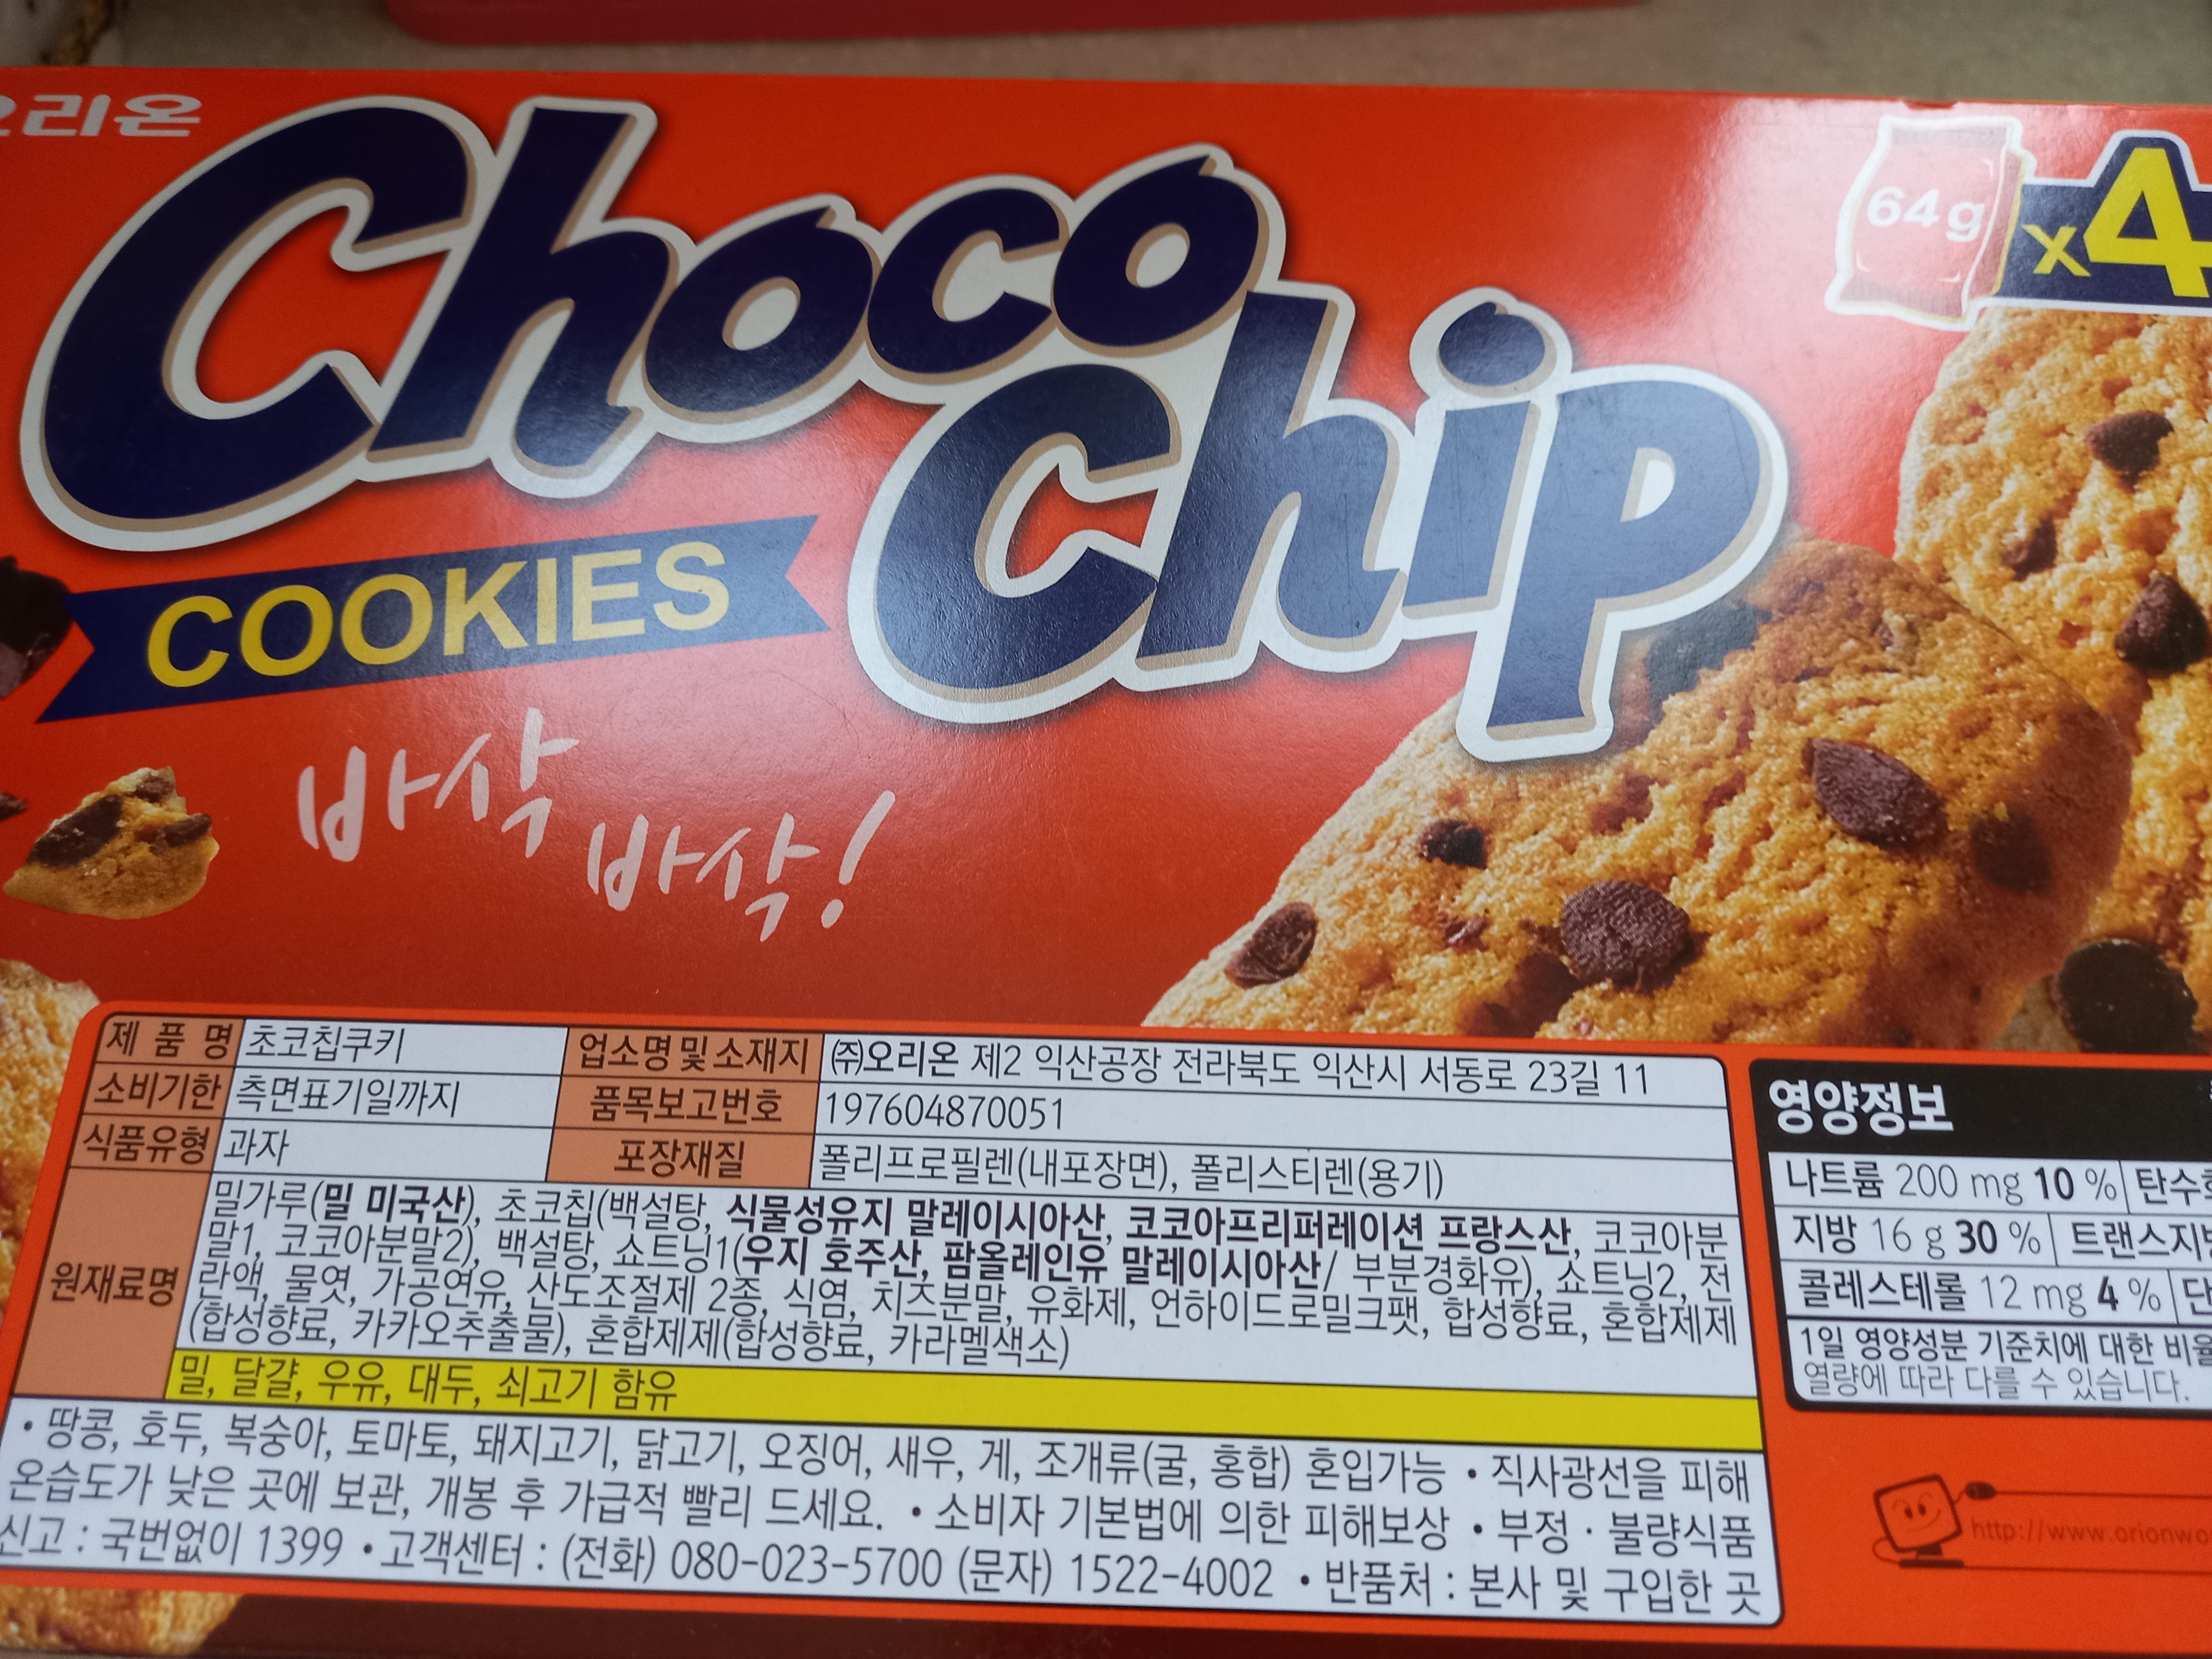 오리온
Choco
Chip
COOKIES
64g x4
바삭
바삭!
제 품 명 초코칩쿠키 업소명 및 소재지 ㈜오리온 제2 익산공장 전라북도 익산시 서동로 23길 11
소비기한 측면표기일까지 품목보고번호 197604870051
식품유형 과자 포장재질 폴리프로필렌(내포장면), 폴리스티렌(용기)
원재료명
밀가루(밀 미국산), 초코칩(백설탕, 식물성유지 말레이시아산, 코코아프리퍼레이션 프랑스산, 코코아분
말1, 코코아분말2), 백설탕, 쇼트닝1(우지 호주산, 팜올레인유 말레이시아산/ 부분경화유), 쇼트닝2, 전
란액, 물엿, 가공연유, 산도조절제 2종, 식염, 치즈분말, 유화제, 언하이드로밀크팻, 합성향료, 혼합제제
(합성향료, 카카오추출물), 혼합제제(합성향료, 카라멜색소)
밀, 달걀, 우유, 대두, 쇠고기 함유
• 땅콩, 호두, 복숭아, 토마토, 돼지고기, 닭고기, 오징어, 새우, 게, 조개류(굴, 홍합) 혼입가능 • 직사광선을 피해
온습도가 낮은 곳에 보관, 개봉 후 가급적 빨리 드세요. • 소비자 기본법에 의한 피해보상 • 부정 · 불량식품
신고 : 국번없이 1399 • 고객센터 : (전화) 080-023-5700 (문자) 1522-4002 • 반품처 : 본사 및 구입한 곳
영양정보
나트륨 200 mg 10 % 탄수
지방 16 g 30 % 트랜스지
콜레스테롤 12 mg 4 %
1일 영양성분 기준치에 대한 비율
열량에 따라 다를 수 있습니다.
http://www.orionwo